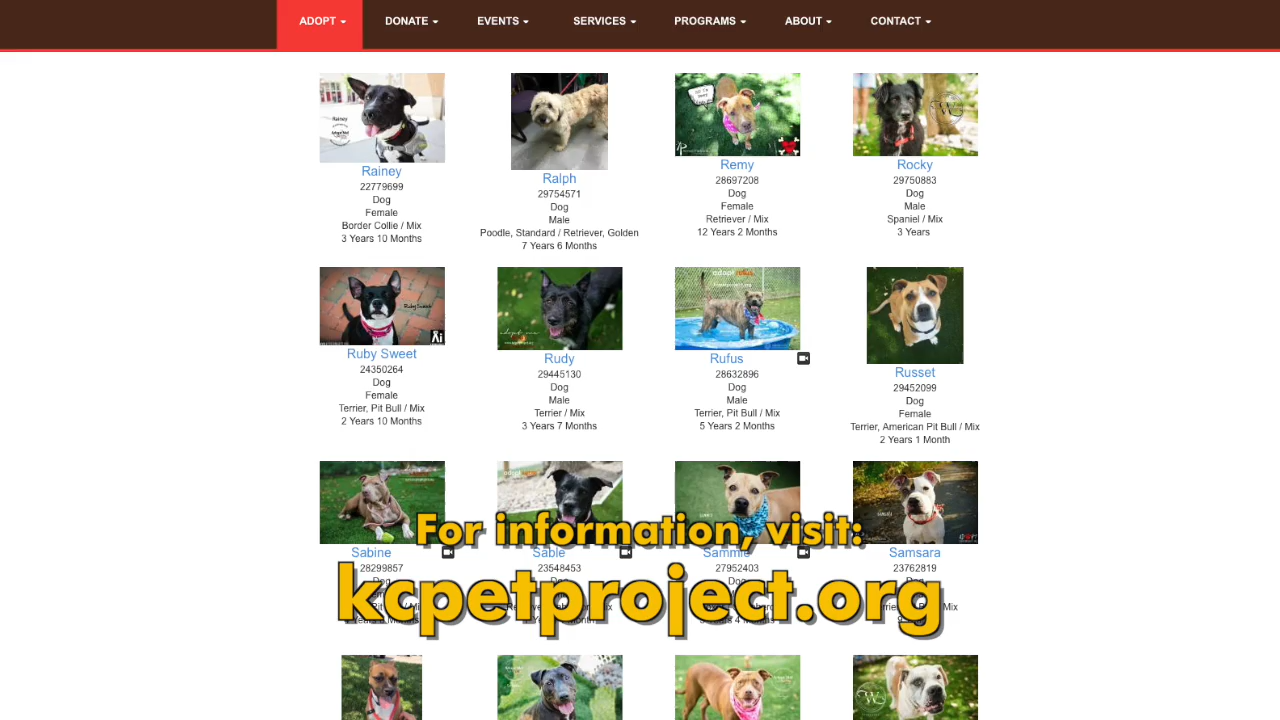 ADOPT DONATE EVENTS SERVICES PROGRAMS ABOUT CONTACT
Rainey
22779699
Dog
Female
Border Collie / Mix
3 Years 10 Months
Ralph
29754571
Dog
Male
Poodle, Standard / Retriever, Golden
7 Years 6 Months
Remy
28697208
Dog
Female
Retriever / Mix
12 Years 2 Months
Rocky
29750883
Dog
Male
Spaniel / Mix
3 Years
Ruby Sweet
24350264
Dog
Female
Terrier, Pit Bull / Mix
2 Years 10 Months
Rudy
29445130
Dog
Male
Terrier / Mix
3 Years 7 Months
Rufus
28632896
Dog
Male
Terrier, Pit Bull / Mix
5 Years 2 Months
Russet
29452099
Dog
Female
Terrier, American Pit Bull / Mix
2 Years 1 Month
For information, visit:
Sabine
28299857
Dog
Sable
23548453
Sammie
27952403
Dog
Samsara
23762819
Dog
kcpetproject.org